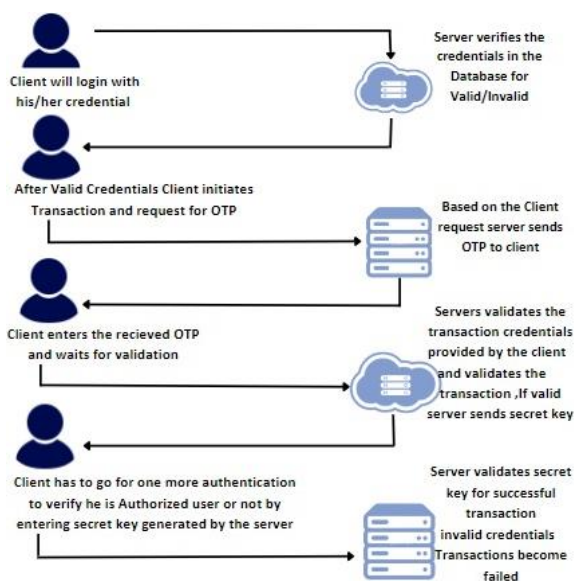 Client will login with
his/her credential
Server verifies the
credentials in the
Database for
Valid/Invalid
After Valid Credentials Client initiates
Transaction and request for OTP
Based on the Client
request server sends
OTP to client
Client enters the recieved OTP
and waits for validation
Servers validates the
transaction credentials
provided by the client
and validates the
transaction ,If valid
server sends secret key
Client has to go for one more authentication
to verify he is Authorized user or not by
entering secret key generated by the server
Server validates secret
key for successful
transaction
invalid credentials
Transactions become
failed